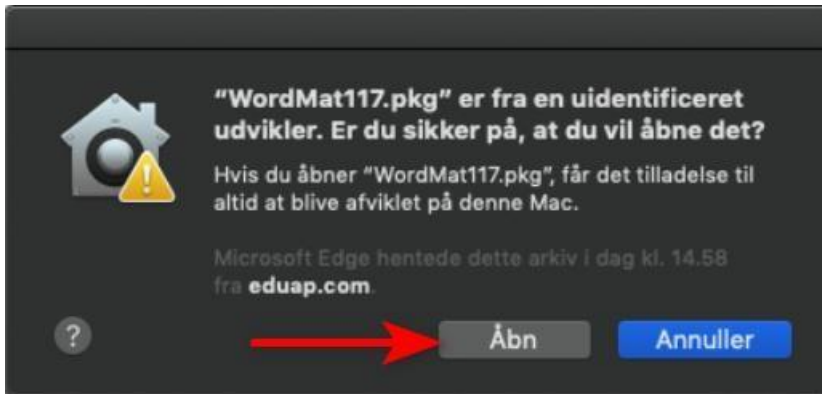 “WordMat117.pkg” er fra en uidentificeret
udvikler. Er du sikker på, at du vil åbne det?
Hvis du åbner “WordMat117.pkg”, får det tilladelse til
altid at blive afviklet på denne Mac.
Microsoft Edge hentede dette arkiv i dag kl. 14.58
fra eduap.com.
? Åbn Annuller